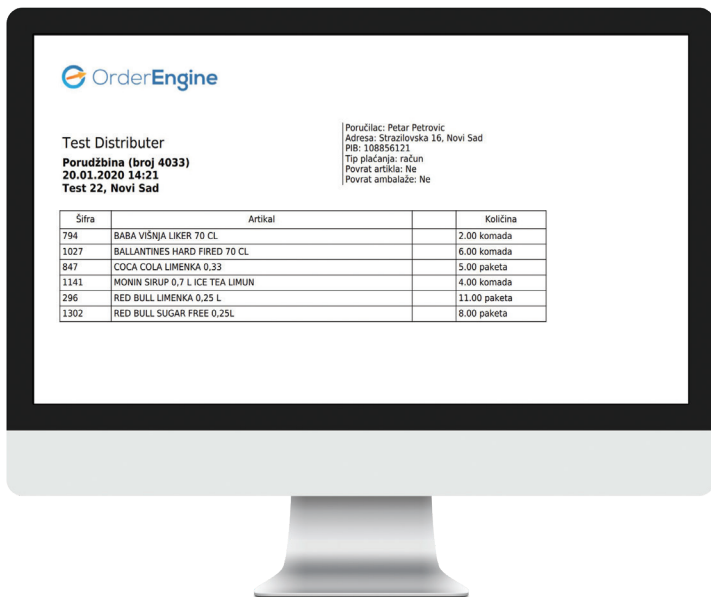 OrderEngine
Test Distributer
Porudžbina (broj 4033)
20.01.2020 14:21
Test 22, Novi Sad
Poručilac: Petar Petrovic
Adresa: Strazilovska 16, Novi Sad
PIB: 108856121
Tip plaćanja: račun
Povrat artikla: Ne
Povrat ambalaže: Ne
Šifra Artikal Količina
794 BABA VIŠNJA LIKER 70 CL 2.00 komada
1027 BALLANTINES HARD FIRED 70 CL 6.00 komada
847 COCA COLA LIMENKA 0,33 5.00 paketa
1141 MONIN SIRUP 0,7 L ICE TEA LIMUN 4.00 komada
296 RED BULL LIMENKA 0,25 L 11.00 paketa
1302 RED BULL SUGAR FREE 0,25L 8.00 paketa